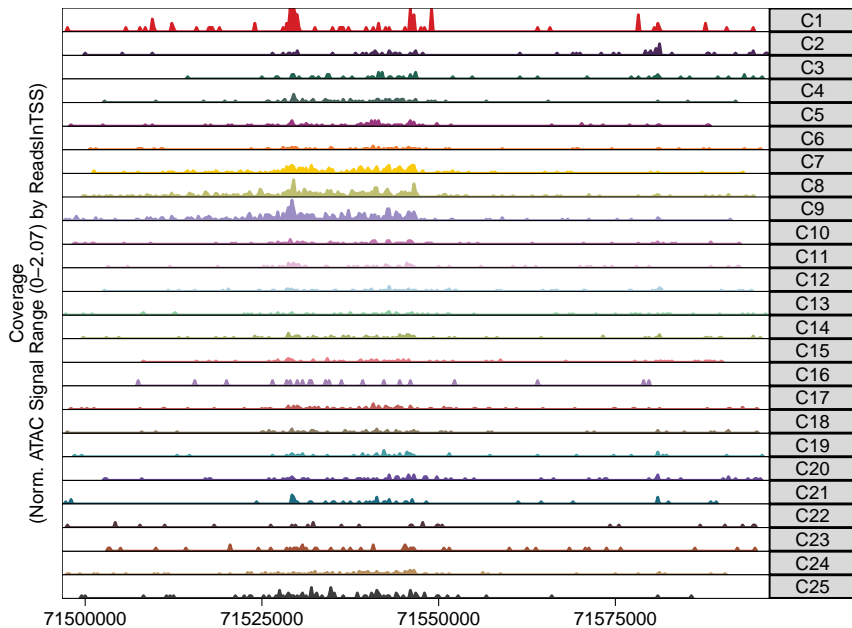 Coverage
(Norm. ATAC Signal Range (0–2.07) by ReadsInTSS)
C1
C2
C3
C4
C5
C6
C7
C8
C9
C10
C11
C12
C13
C14
C15
C16
C17
C18
C19
C20
C21
C22
C23
C24
C25
71500000 71525000 71550000 71575000